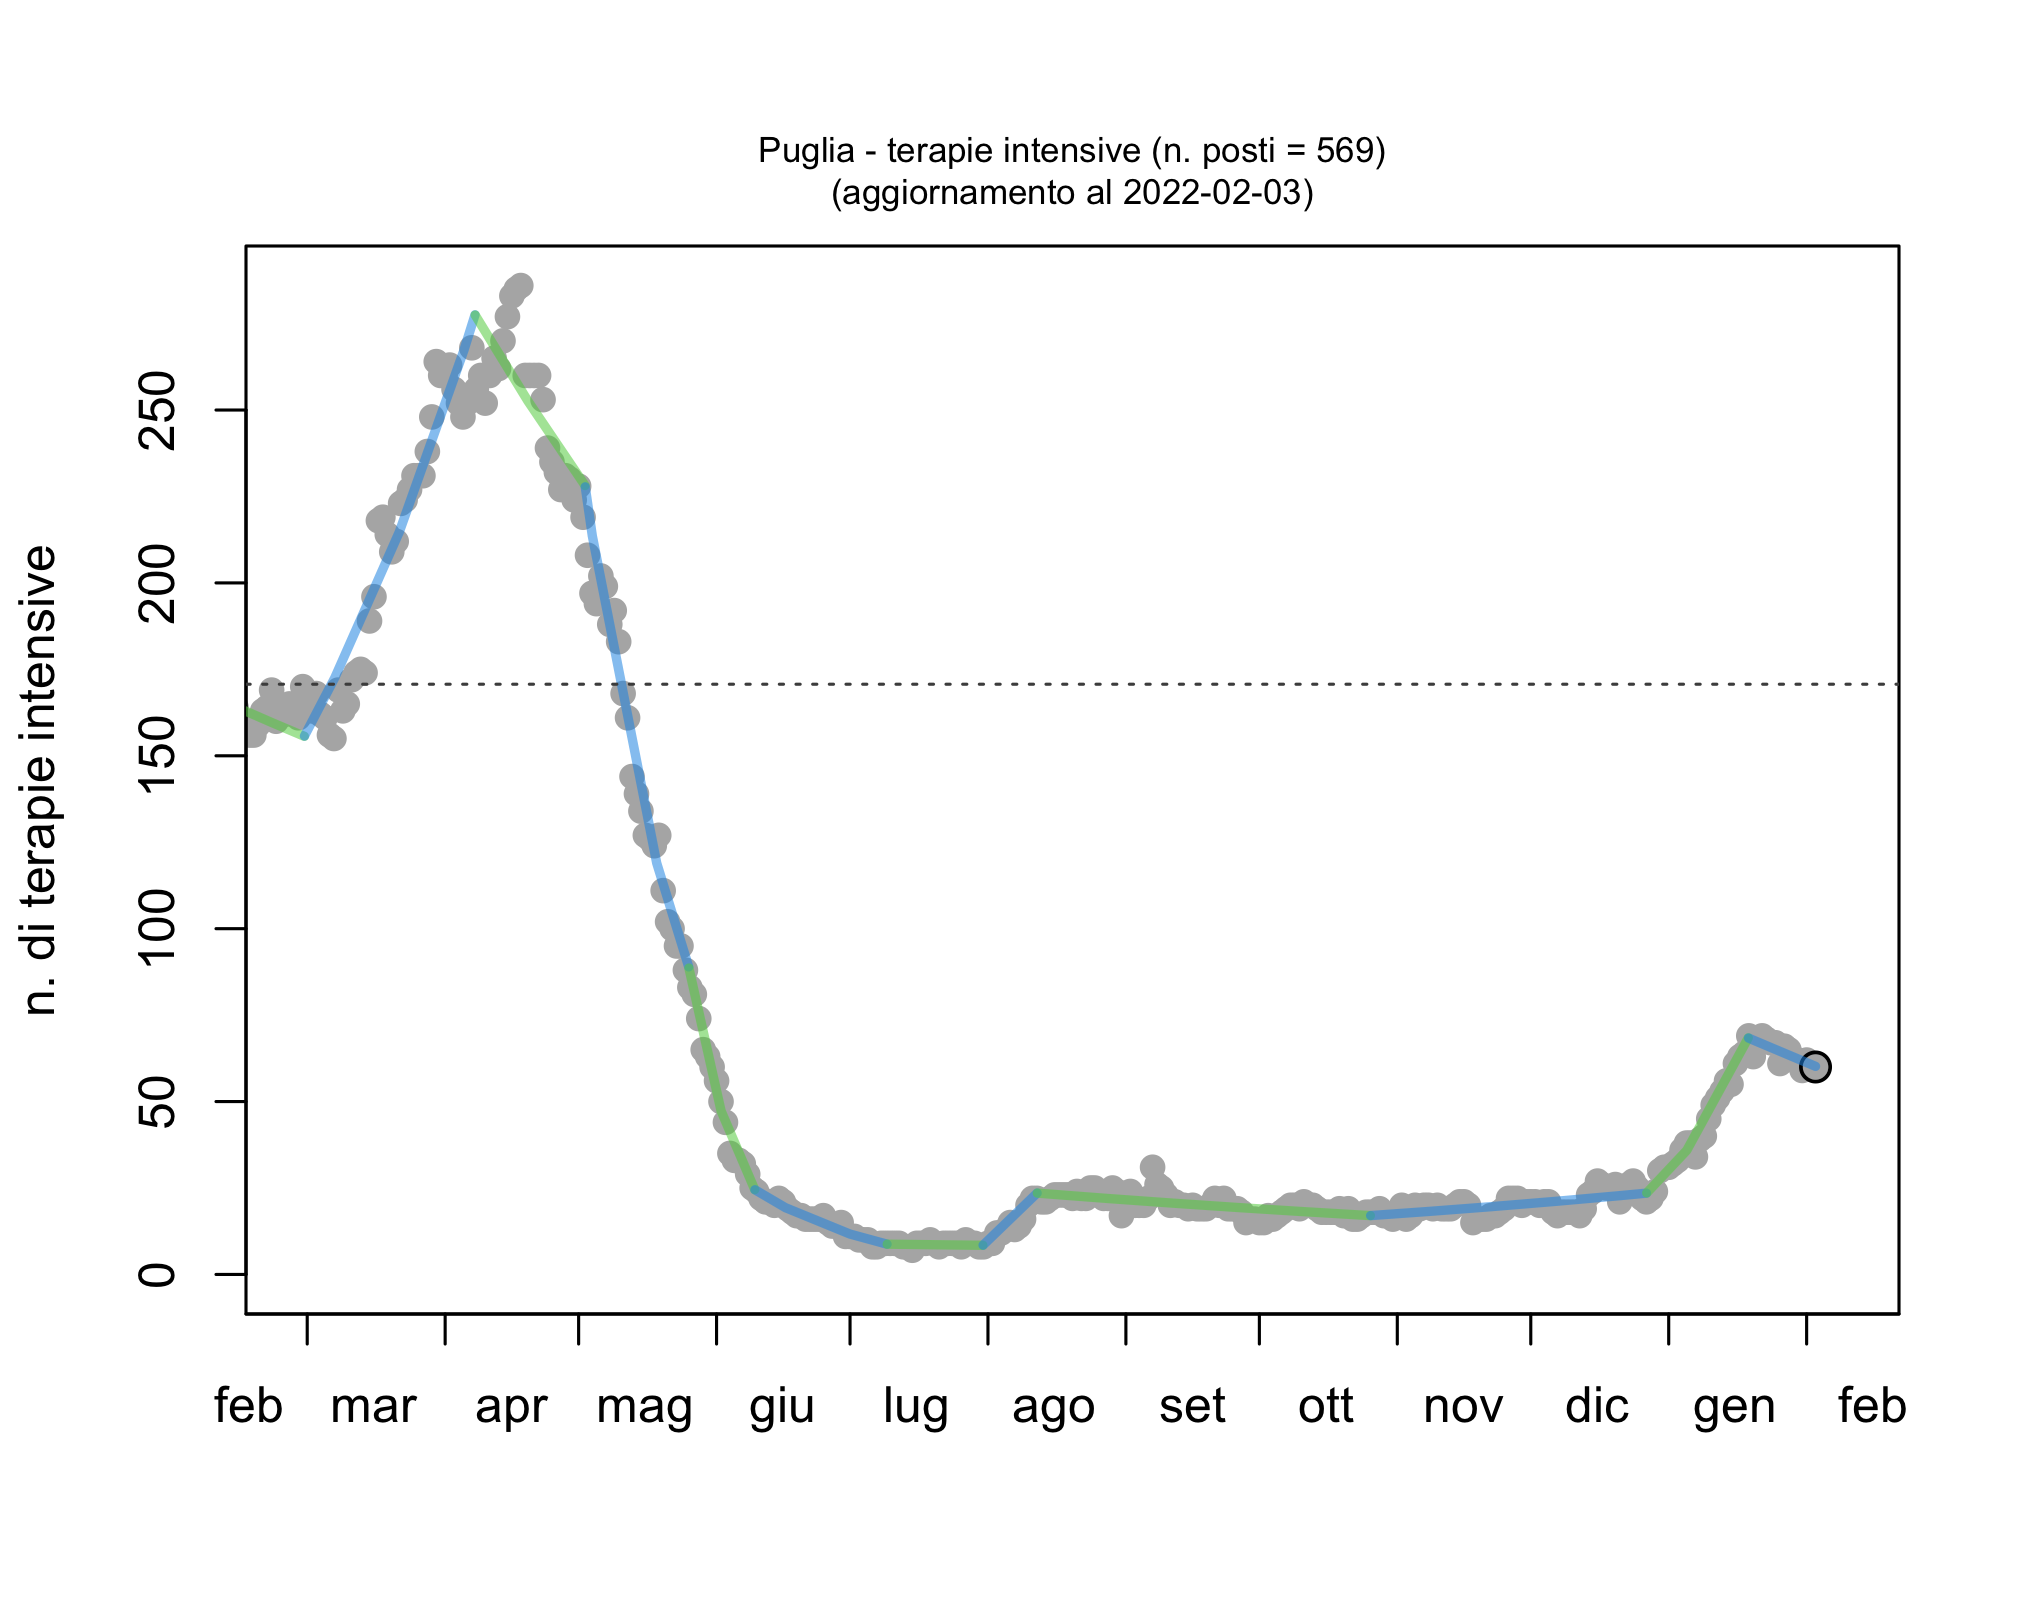 Puglia - terapie intensive (n. posti = 569)
(aggiornamento al 2022-02-03)
n. di terapie intensive
250
200
150
100
50
0
feb mar apr mag giu lug ago set ott nov dic gen feb